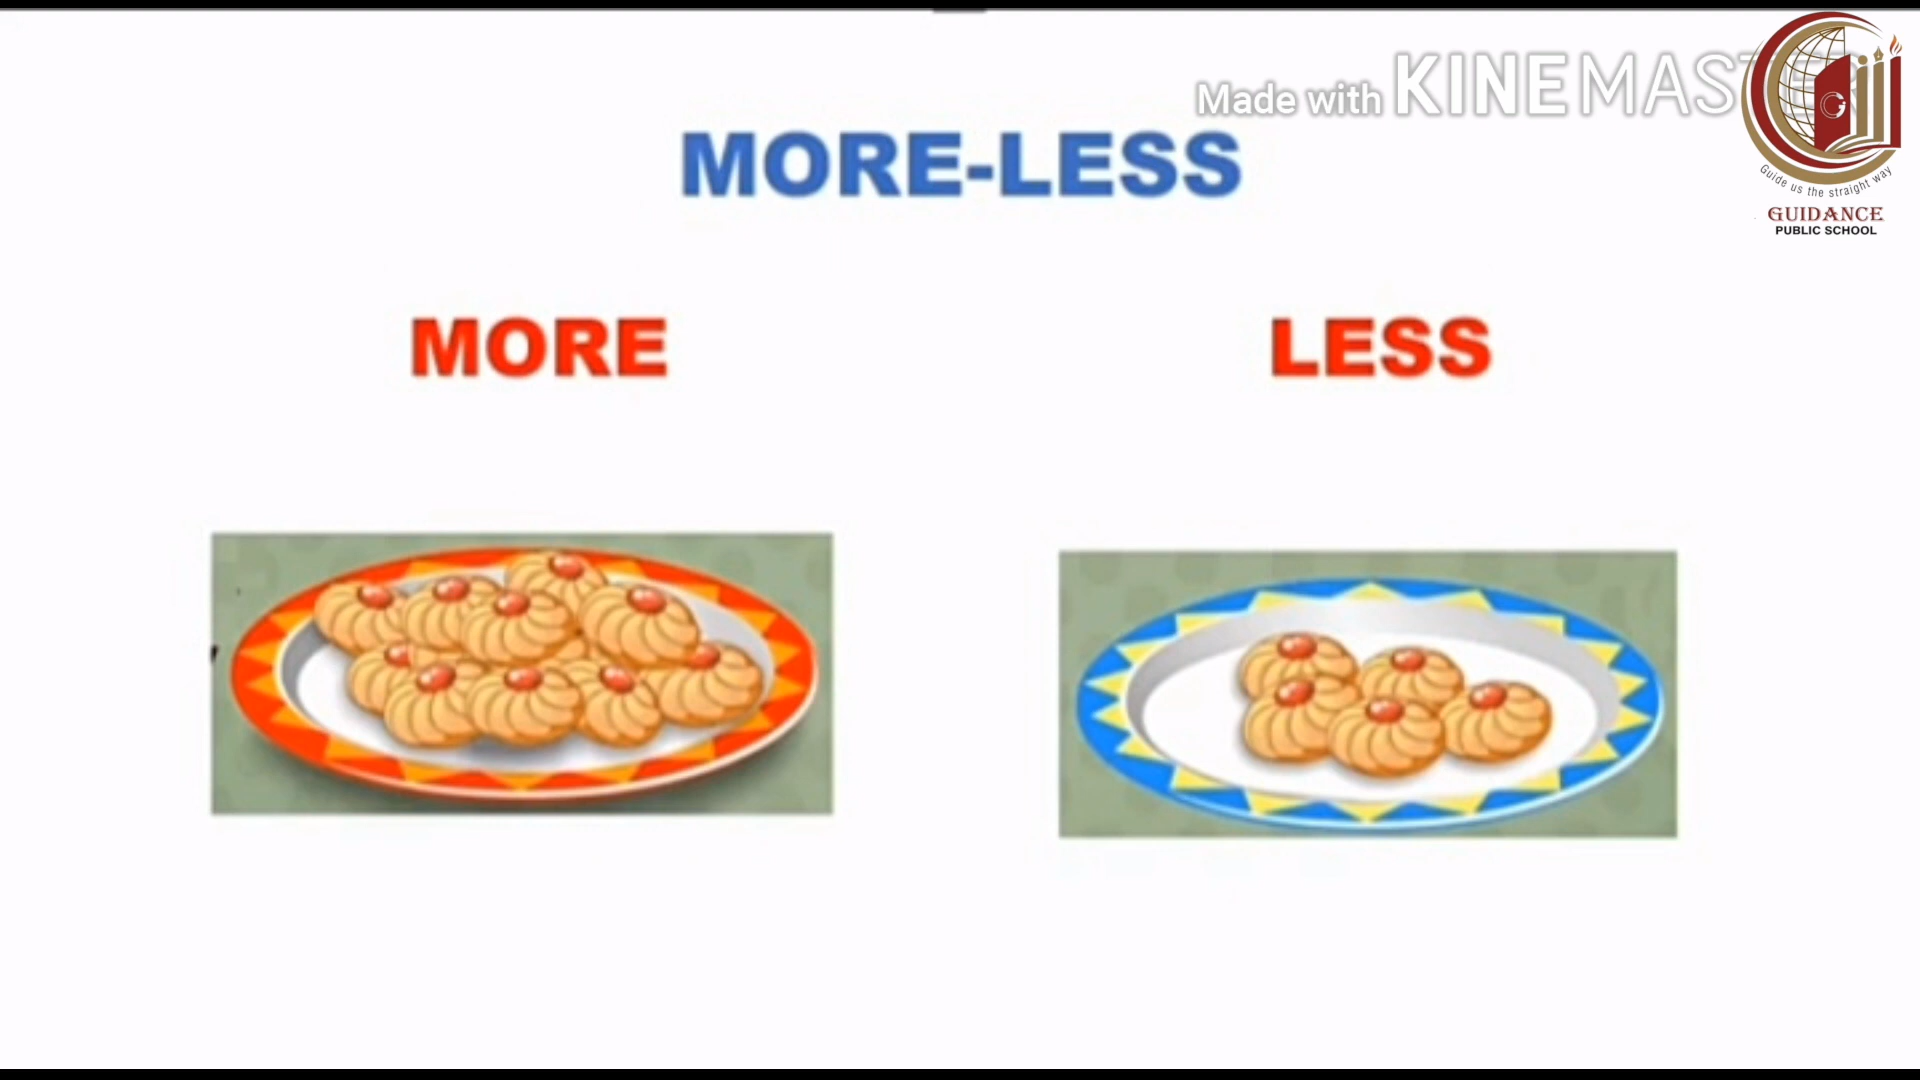 Made with KINEMAS
MORE-LESS
Guide us the straight way
GUIDANCE
PUBLIC SCHOOL
MORE
LESS